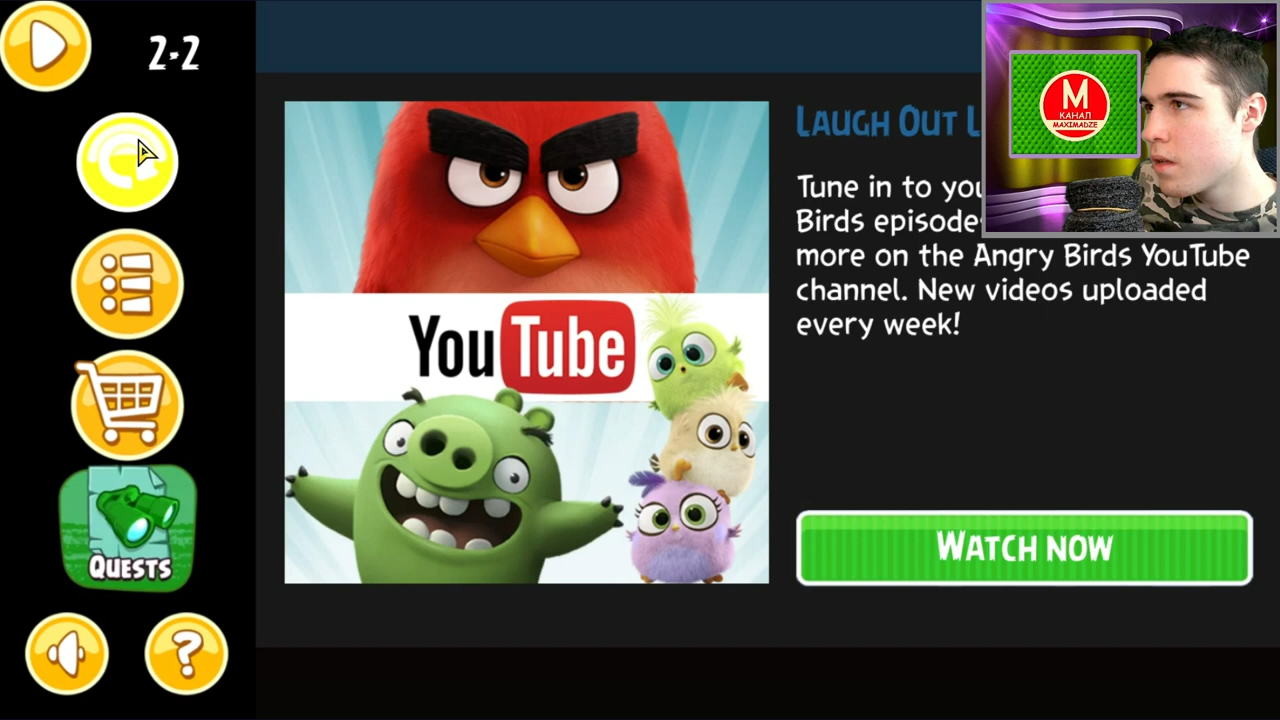 2-2
M
КАНАЛ
MAXIMADZE
LAUGH OUT L
Tune in to you
Birds episodes
more on the Angry Birds YouTube
channel. New videos uploaded
every week!
YouTube
WATCH NOW
QUESTS
?